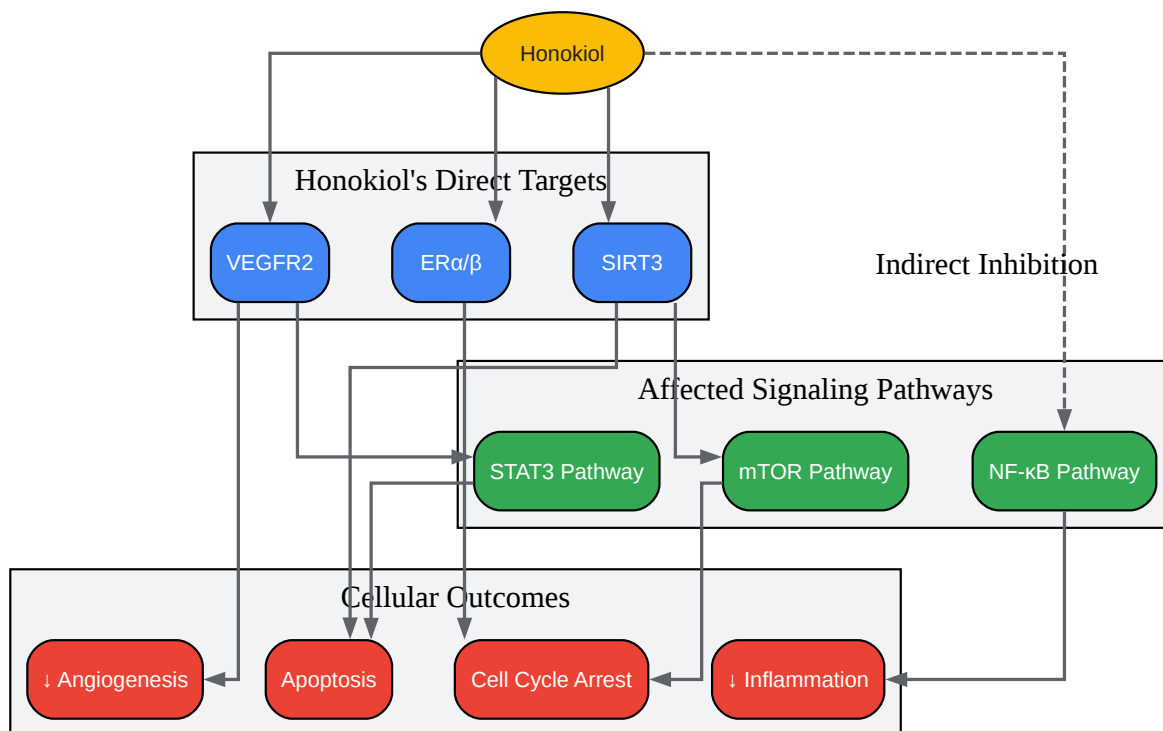 Honokiol
Honokiol's Direct Targets
VEGFR2
ERα/β
SIRT3
Indirect Inhibition
Affected Signaling Pathways
STAT3 Pathway
mTOR Pathway
NF-κB Pathway
Cellular Outcomes
↓ Angiogenesis
Apoptosis
Cell Cycle Arrest
↓ Inflammation